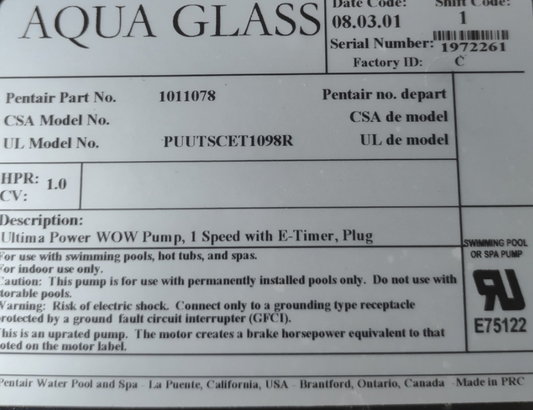 AQUA GLASS
Date Code: Shift Code:
08.03.01 1
Serial Number: 1972261
Factory ID: C
Pentair Part No. 1011078 Pentair no. depart
CSA Model No. CSA de model
UL Model No. PUUTSCET1098R UL de model
HPR: 1.0
CV:
Description:
Ultima Power WOW Pump, 1 Speed with E-Timer, Plug
For use with swimming pools, hot tubs, and spas.
For indoor use only.
Caution: This pump is for use with permanently installed pools only. Do not use with
torable pools.
Warning: Risk of electric shock. Connect only to a grounding type receptacle
rotected by a ground fault circuit interrupter (GFCI).
This is an uprated pump. The motor creates a brake horsepower equivalent to that
oted on the motor label.
SWIMMING POOL
OR SPA PUMP
RU
E75122
Pentair Water Pool and Spa - La Puente, California, USA - Brantford, Ontario, Canada - Made in PRC